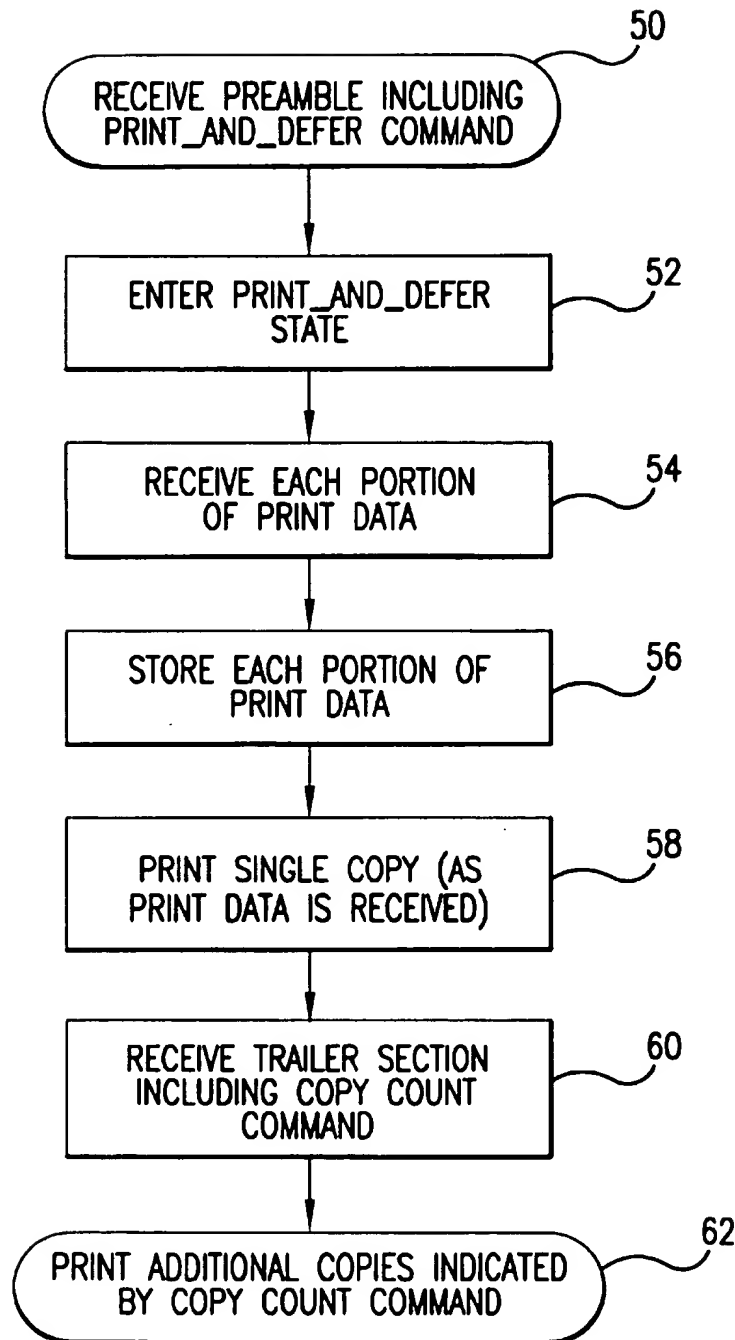 50
RECEIVE PREAMBLE INCLUDING
PRINT_AND_DEFER COMMAND
52
ENTER PRINT_AND_DEFER
STATE
54
RECEIVE EACH PORTION
OF PRINT DATA
56
STORE EACH PORTION OF
PRINT DATA
58
PRINT SINGLE COPY (AS
PRINT DATA IS RECEIVED)
60
RECEIVE TRAILER SECTION
INCLUDING COPY COUNT
COMMAND
62
PRINT ADDITIONAL COPIES INDICATED
BY COPY COUNT COMMAND